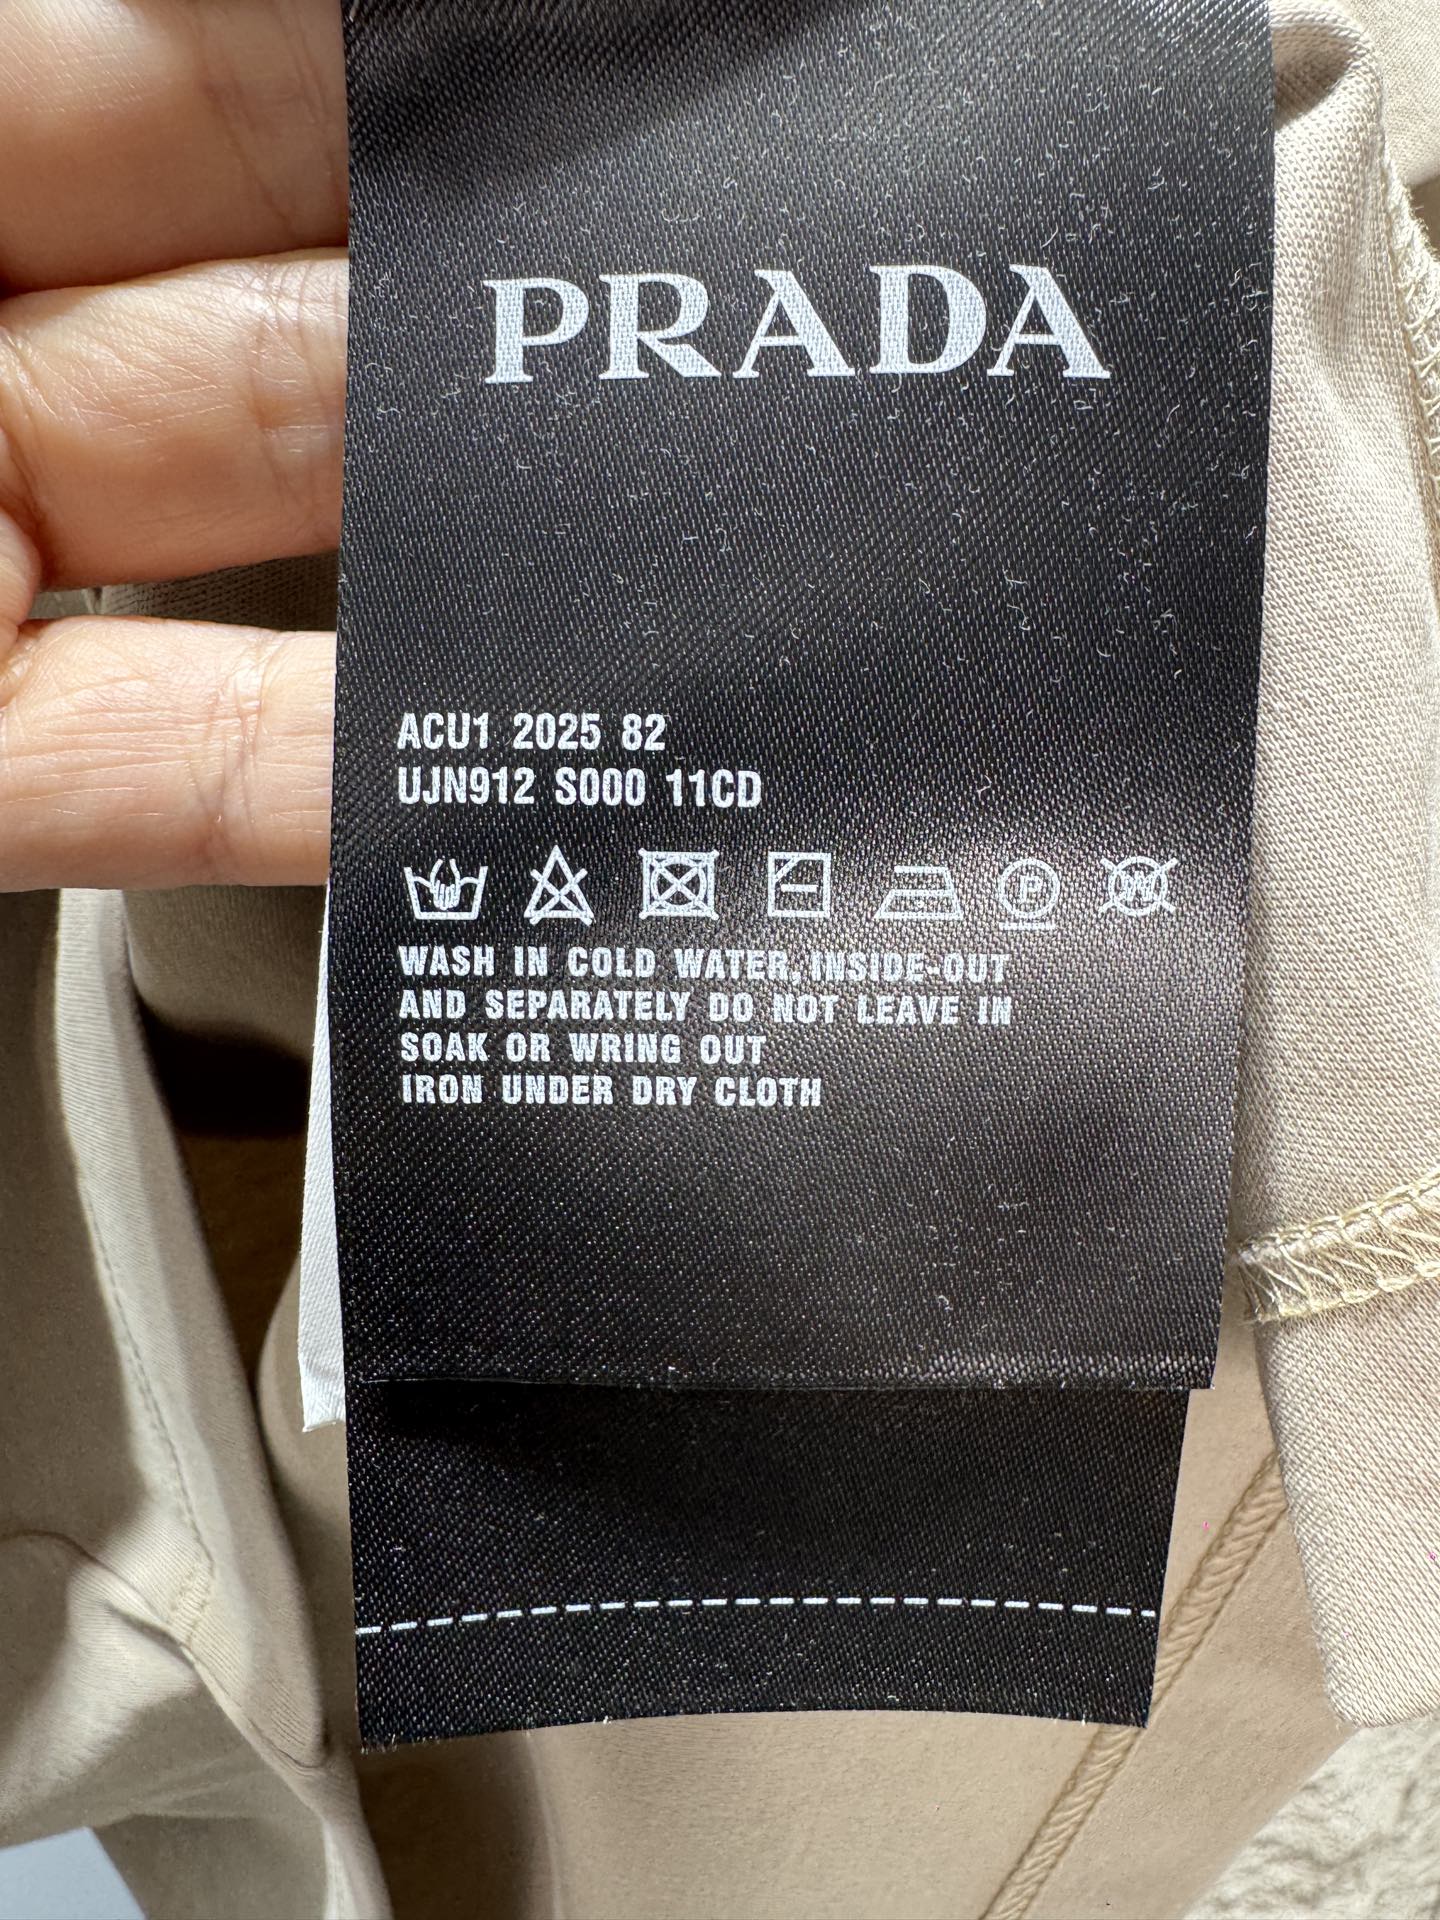 PRADA
ACU1 2025 82
UJN912 S000 11CD
P W
WASH IN COLD WATER, INSIDE-OUT
AND SEPARATELY DO NOT LEAVE IN
SOAK OR WRING OUT
IRON UNDER DRY CLOTH